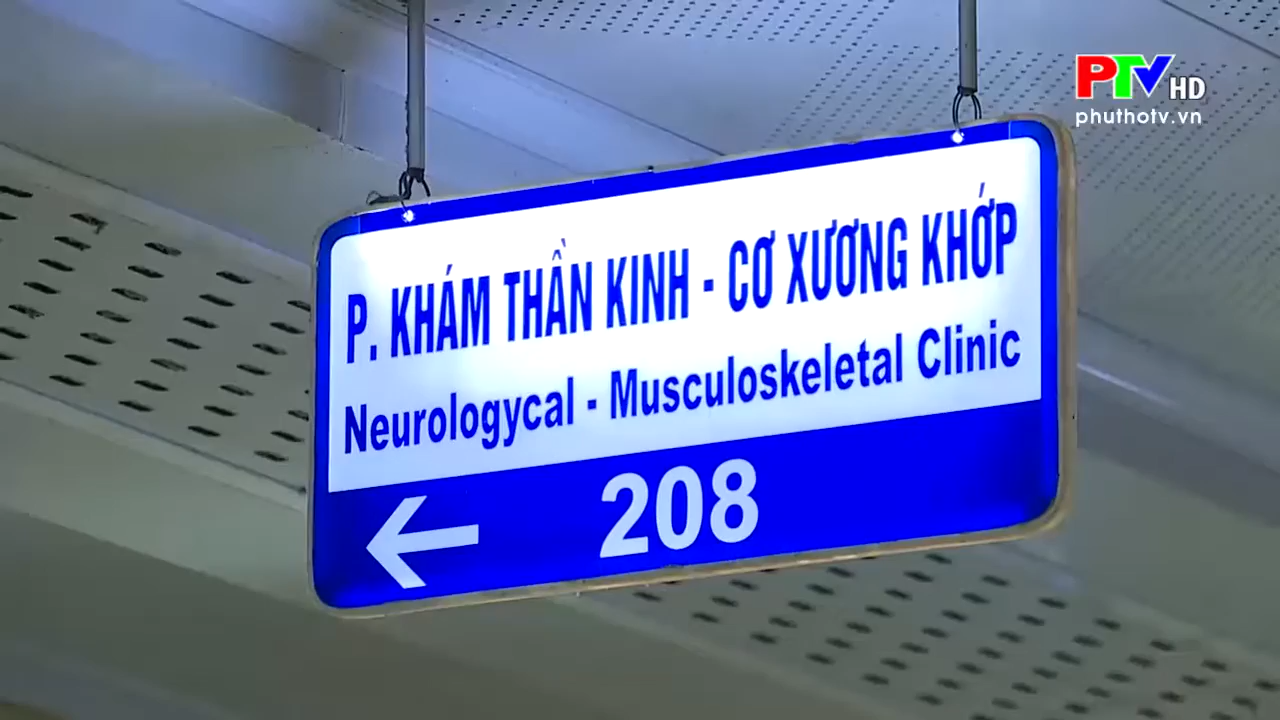 PTV HD
phuthotv.vn
P. KHÁM THẦN KINH - CƠ XƯƠNG KHỚP
Neurologycal - Musculoskeletal Clinic
208